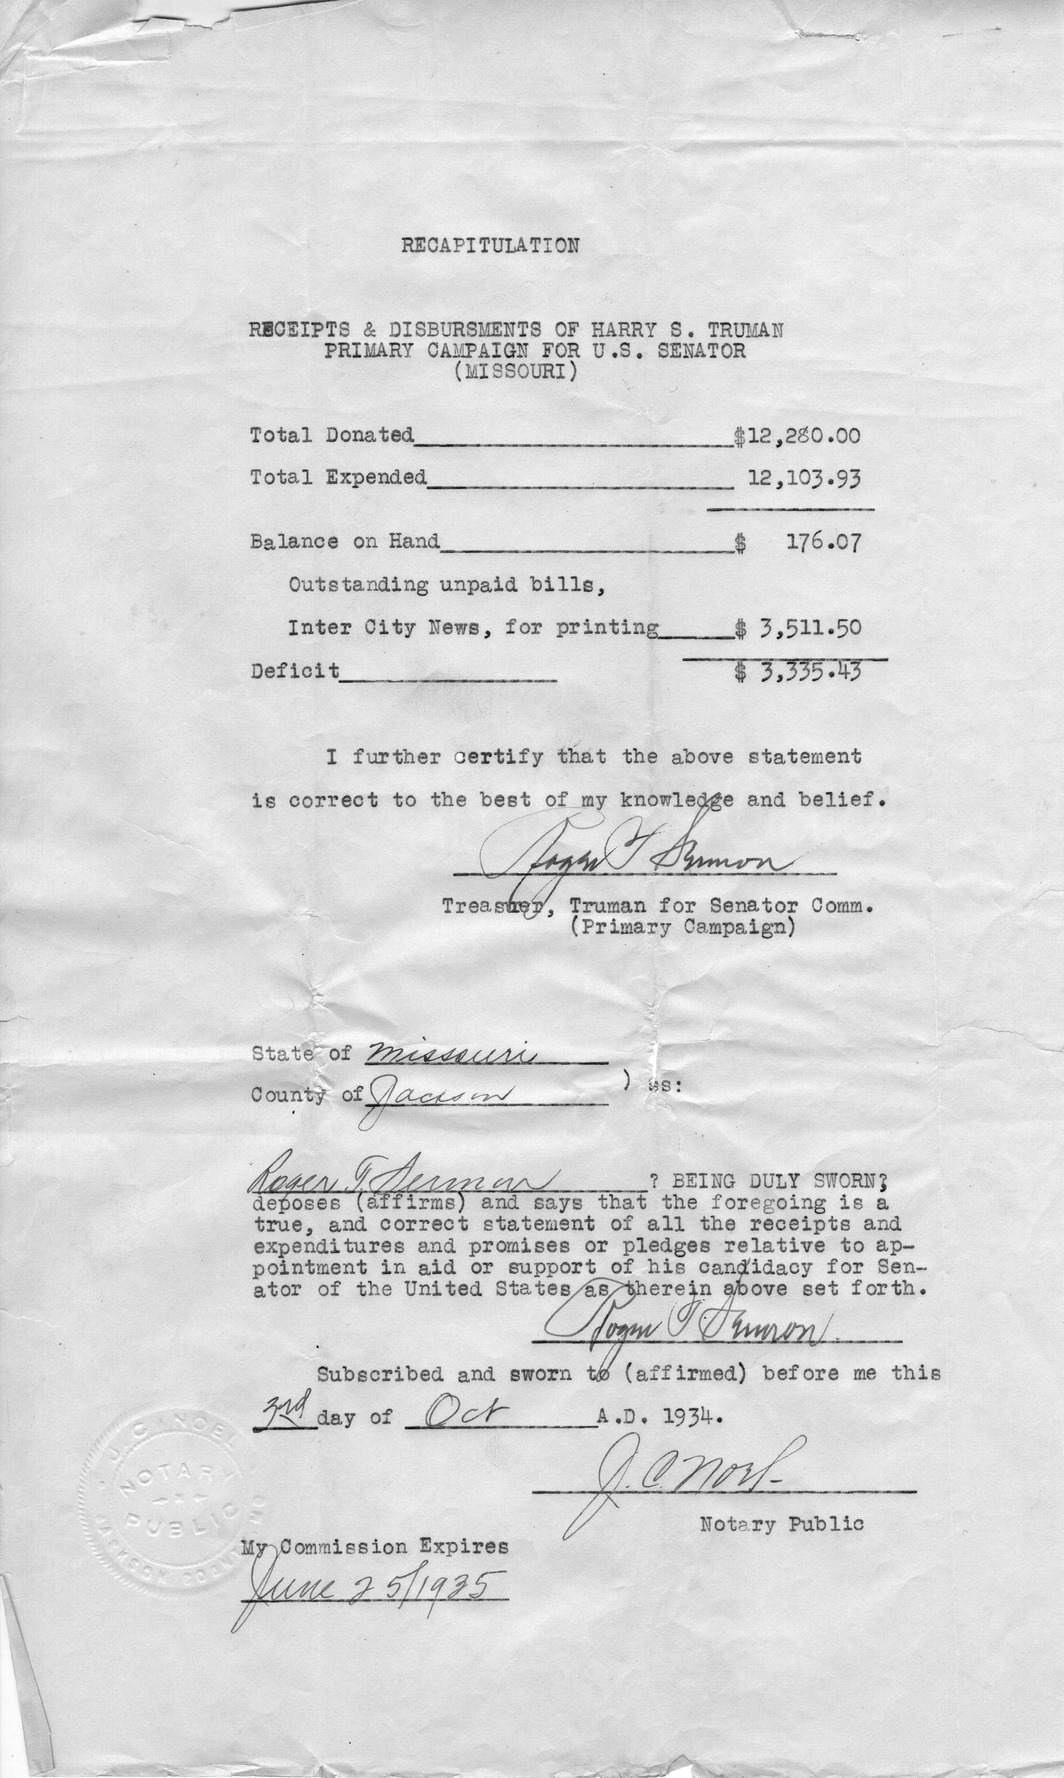 RECAPITULATION
RECEIPTS & DISBURSMENTS OF HARRY S. TRUMAN
PRIMARY CAMPAIGN FOR U.S. SENATOR
(MISSOURI)
Total Donated $12,280.00
Total Expended 12,103.93
Balance on Hand $ 176.07
Outstanding unpaid bills,
Inter City News, for printing $ 3,511.50
Deficit $ 3,335.43
I further certify that the above statement
is correct to the best of my knowledge and belief.
Roger T Sermon
Treasurer, Truman for Senator Comm.
(Primary Campaign)
State of Missouri
County of Jackson ) ss:
Roger T. Sermon ? BEING DULY SWORN?
deposes (affirms) and says that the foregoing is a
true, and correct statement of all the receipts and
expenditures and promises or pledges relative to ap-
pointment in aid or support of his candidacy for Sen-
ator of the United States as therein above set forth.
Roger T. Sermon
Subscribed and sworn to (affirmed) before me this
3rd day of Oct A.D. 1934.
J. C. Noel
Notary Public
J. C. NOEL
NOTARY
PUBLIC
JACKSON COUNTY MO
My Commission Expires
June 25/1935